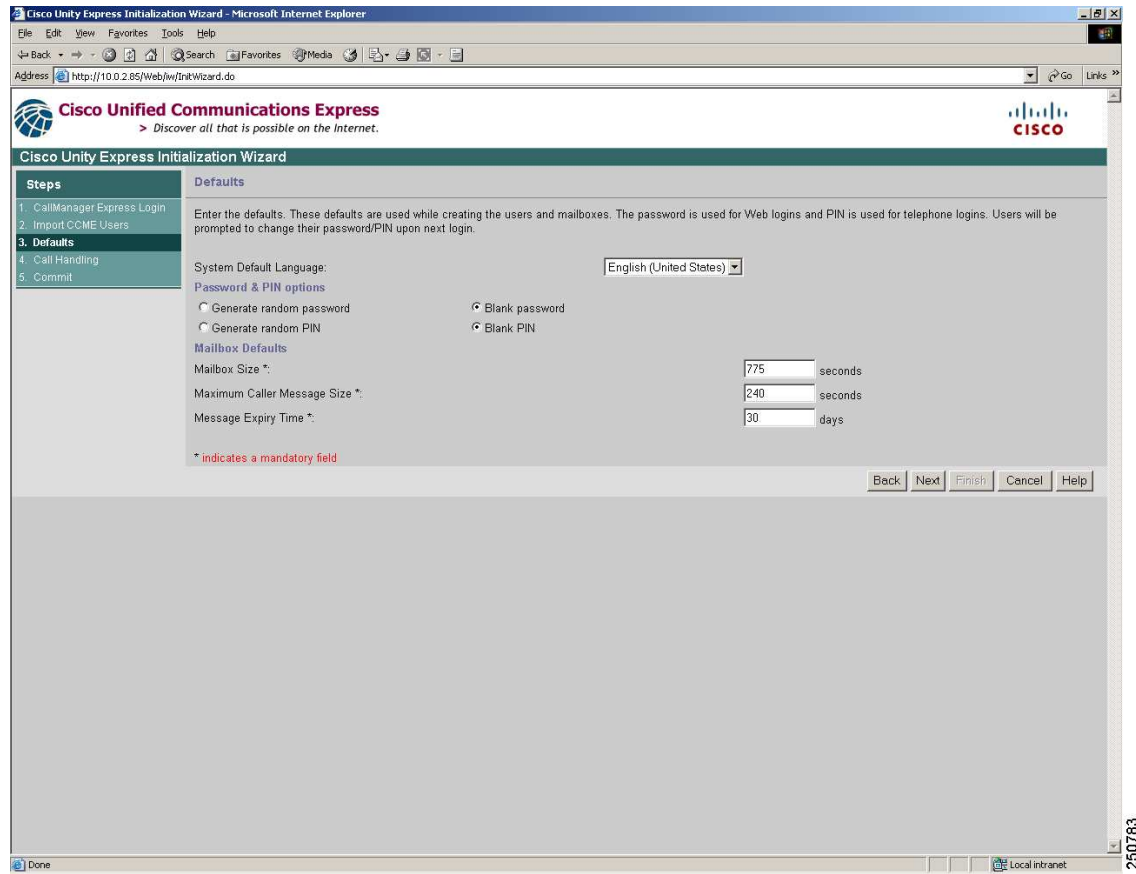 Cisco Unity Express Initialization Wizard - Microsoft Internet Explorer
File Edit View Favorites Tools Help
Back Search Favorites Media
Address http://10.0.2.85/Web/iw/InitWizard.do Go Links »
Cisco Unified Communications Express
> Discover all that is possible on the Internet.
CISCO
Cisco Unity Express Initialization Wizard
Steps
1. CallManager Express Login
2. Import CCME Users
3. Defaults
4. Call Handling
5. Commit
Defaults
Enter the defaults. These defaults are used while creating the users and mailboxes. The password is used for Web logins and PIN is used for telephone logins. Users will be
prompted to change their password/PIN upon next login.
System Default Language: English (United States)
Password & PIN options
Generate random password Blank password
Generate random PIN Blank PIN
Mailbox Defaults
Mailbox Size *: 775 seconds
Maximum Caller Message Size *: 240 seconds
Message Expiry Time *: 30 days
* indicates a mandatory field
Back Next Finish Cancel Help
Done Local intranet
250783